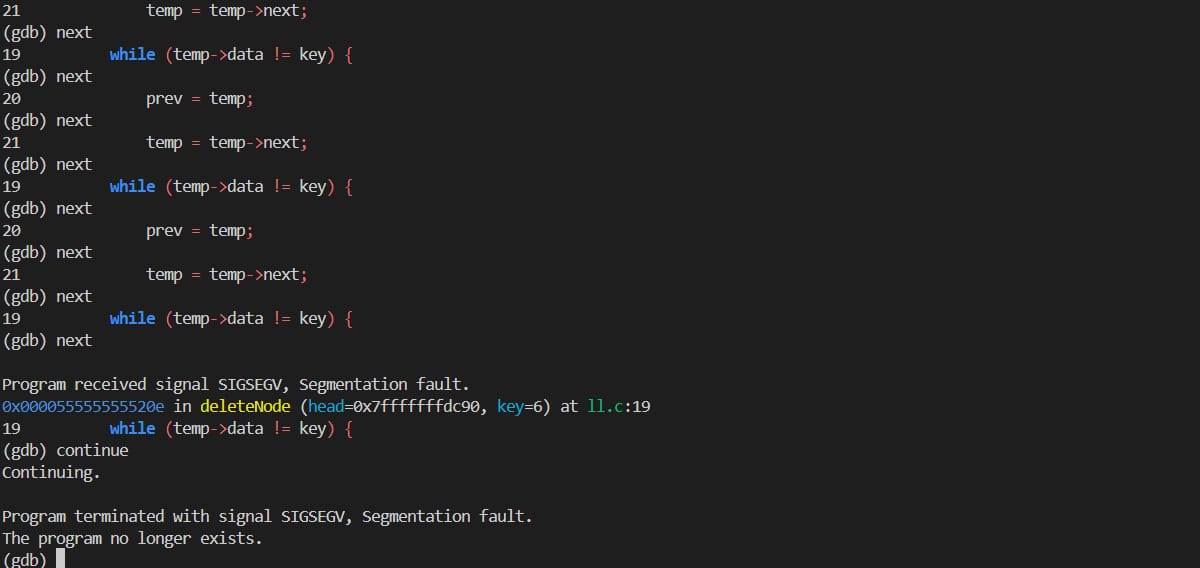 21              temp = temp->next;
(gdb) next
19          while (temp->data != key) {
(gdb) next
20              prev = temp;
(gdb) next
21              temp = temp->next;
(gdb) next
19          while (temp->data != key) {
(gdb) next
20              prev = temp;
(gdb) next
21              temp = temp->next;
(gdb) next
19          while (temp->data != key) {
(gdb) next

Program received signal SIGSEGV, Segmentation fault.
0x000055555555520e in deleteNode (head=0x7fffffffdc90, key=6) at ll.c:19
19          while (temp->data != key) {
(gdb) continue
Continuing.

Program terminated with signal SIGSEGV, Segmentation fault.
The program no longer exists.
(gdb)